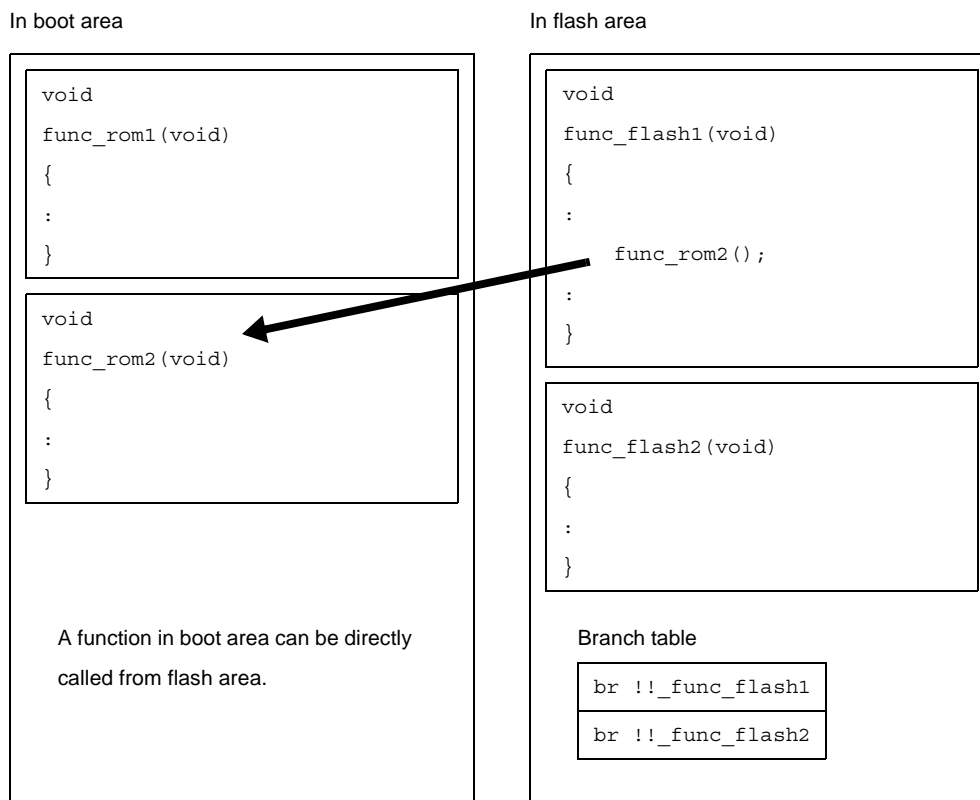 In boot area
void
func_rom1(void)
{
:
}
void
func_rom2(void)
{
:
}
A function in boot area can be directly
called from flash area.
In flash area
void
func_flash1(void)
{
:
func_rom2();
:
}
void
func_flash2(void)
{
:
}
Branch table
br !!_func_flash1
br !!_func_flash2